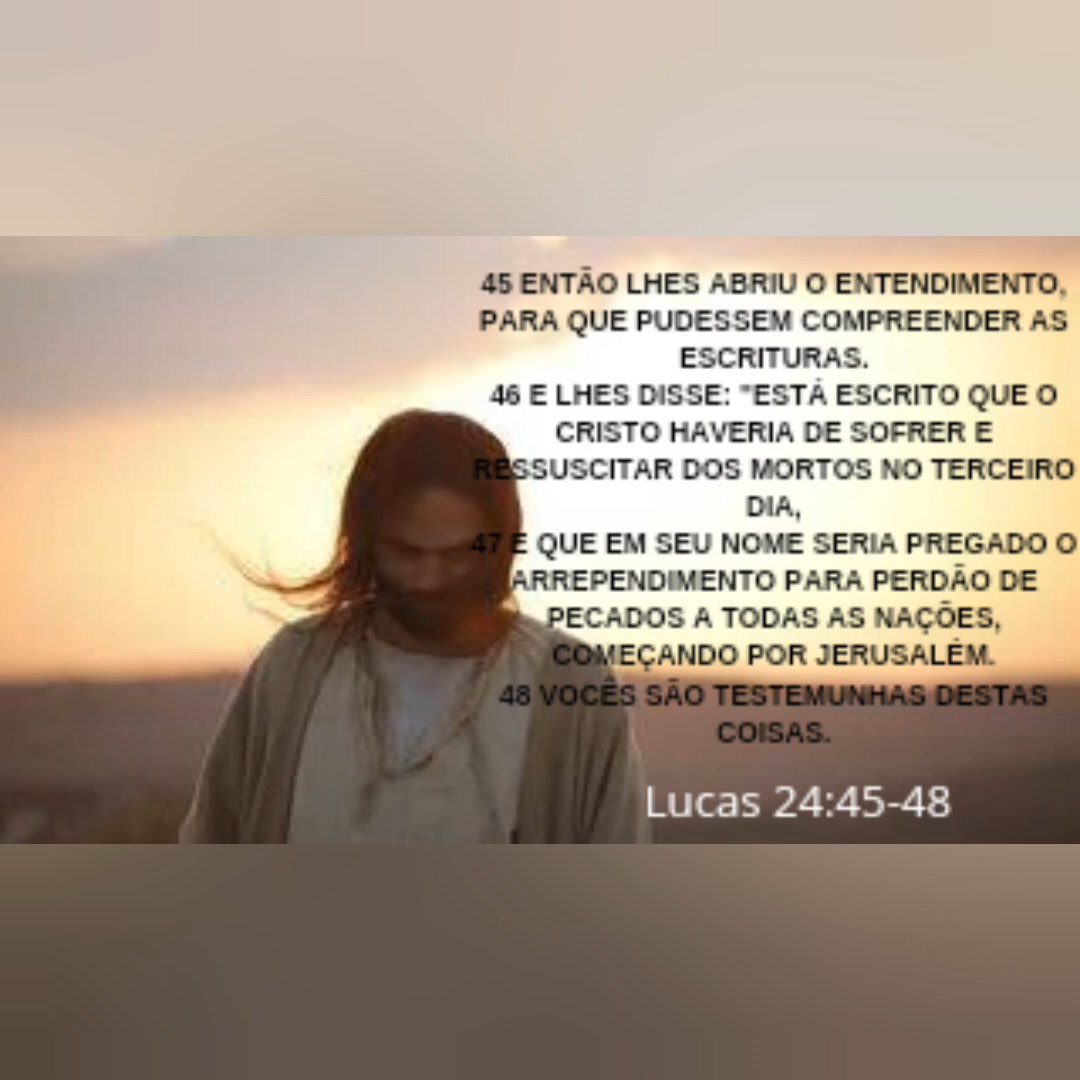 45 ENTÃO LHES ABRIU O ENTENDIMENTO,
PARA QUE PUDESSEM COMPREENDER AS
ESCRITURAS.
46 E LHES DISSE: "ESTÁ ESCRITO QUE O
CRISTO HAVERIA DE SOFRER E
RESSUSCITAR DOS MORTOS NO TERCEIRO
DIA,
47 E QUE EM SEU NOME SERIA PREGADO O
ARREPENDIMENTO PARA PERDÃO DE
PECADOS A TODAS AS NAÇÕES,
COMEÇANDO POR JERUSALÉM.
48 VOCÊS SÃO TESTEMUNHAS DESTAS
COISAS.
Lucas 24:45-48